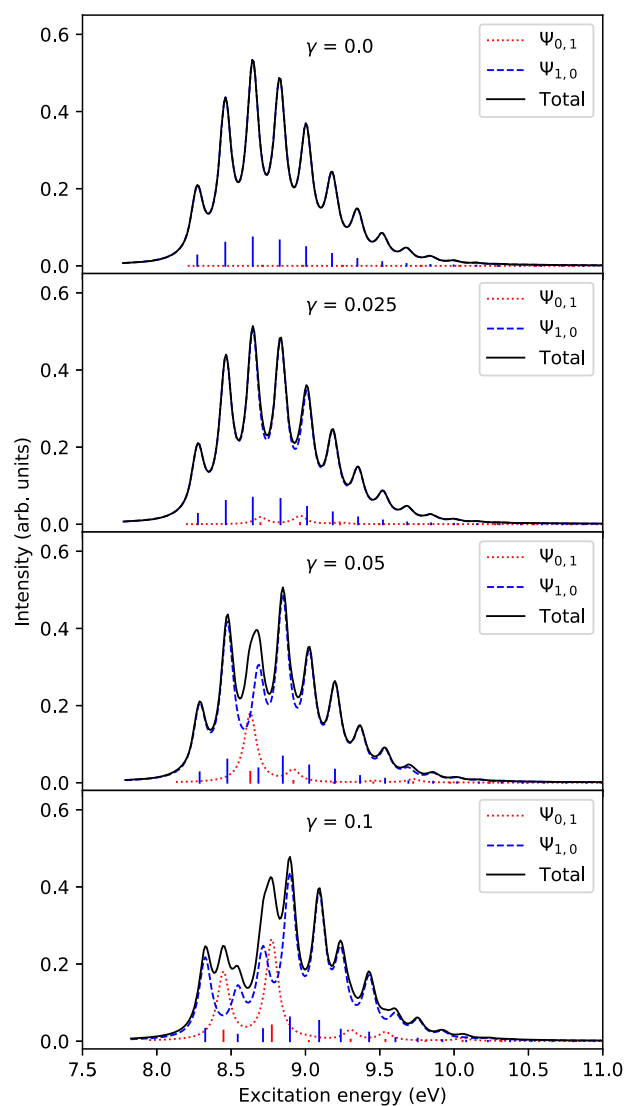 0.6
0.4
0.2
0.0
γ = 0.0
Ψ0,1
Ψ1,0
Total
0.6
0.4
0.2
0.0
γ = 0.025
Ψ0,1
Ψ1,0
Total
Intensity (arb. units)
0.6
0.4
0.2
0.0
γ = 0.05
Ψ0,1
Ψ1,0
Total
0.6
0.4
0.2
0.0
γ = 0.1
Ψ0,1
Ψ1,0
Total
7.5 8.0 8.5 9.0 9.5 10.0 10.5 11.0
Excitation energy (eV)